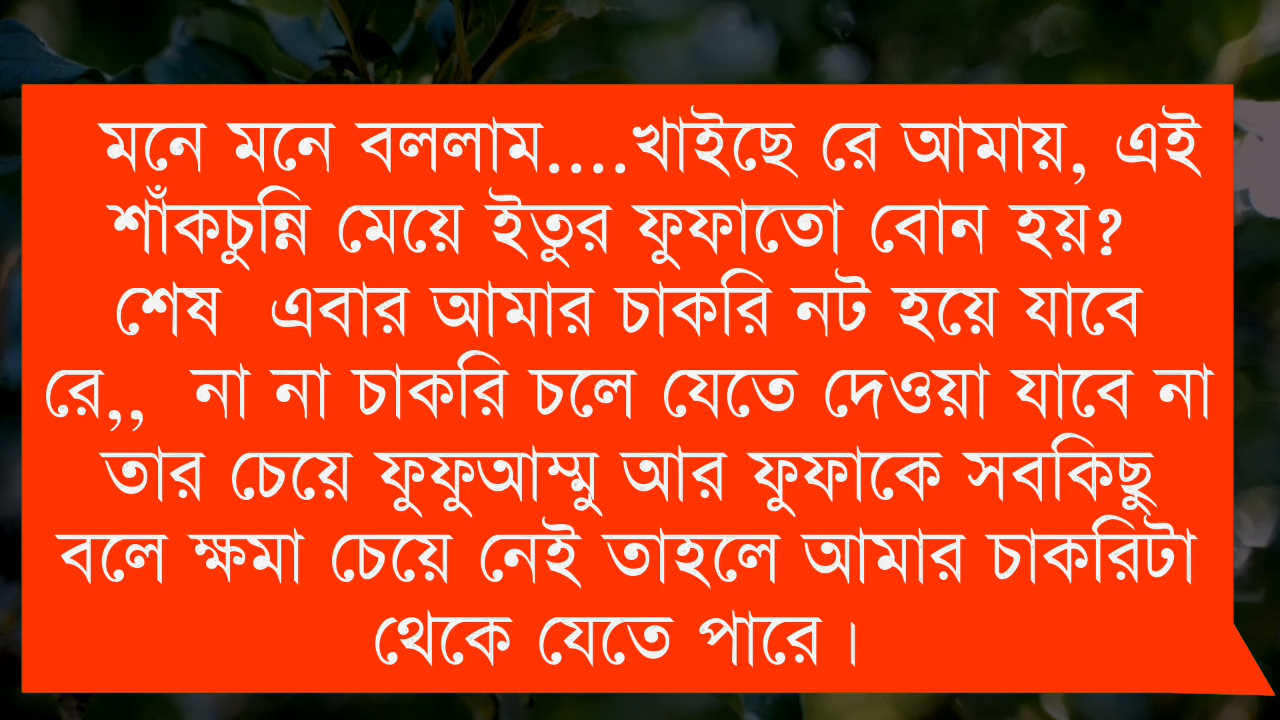 মনে মনে বললাম....খাইছে রে আমায়, এই
শাঁকচুন্নি মেয়ে ইতুর ফুফাতো বোন হয়?
শেষ এবার আমার চাকরি নট হয়ে যাবে
রে,, না না চাকরি চলে যেতে দেওয়া যাবে না
তার চেয়ে ফুফুআম্মু আর ফুফাকে সবকিছু
বলে ক্ষমা চেয়ে নেই তাহলে আমার চাকরিটা
থেকে যেতে পারে।